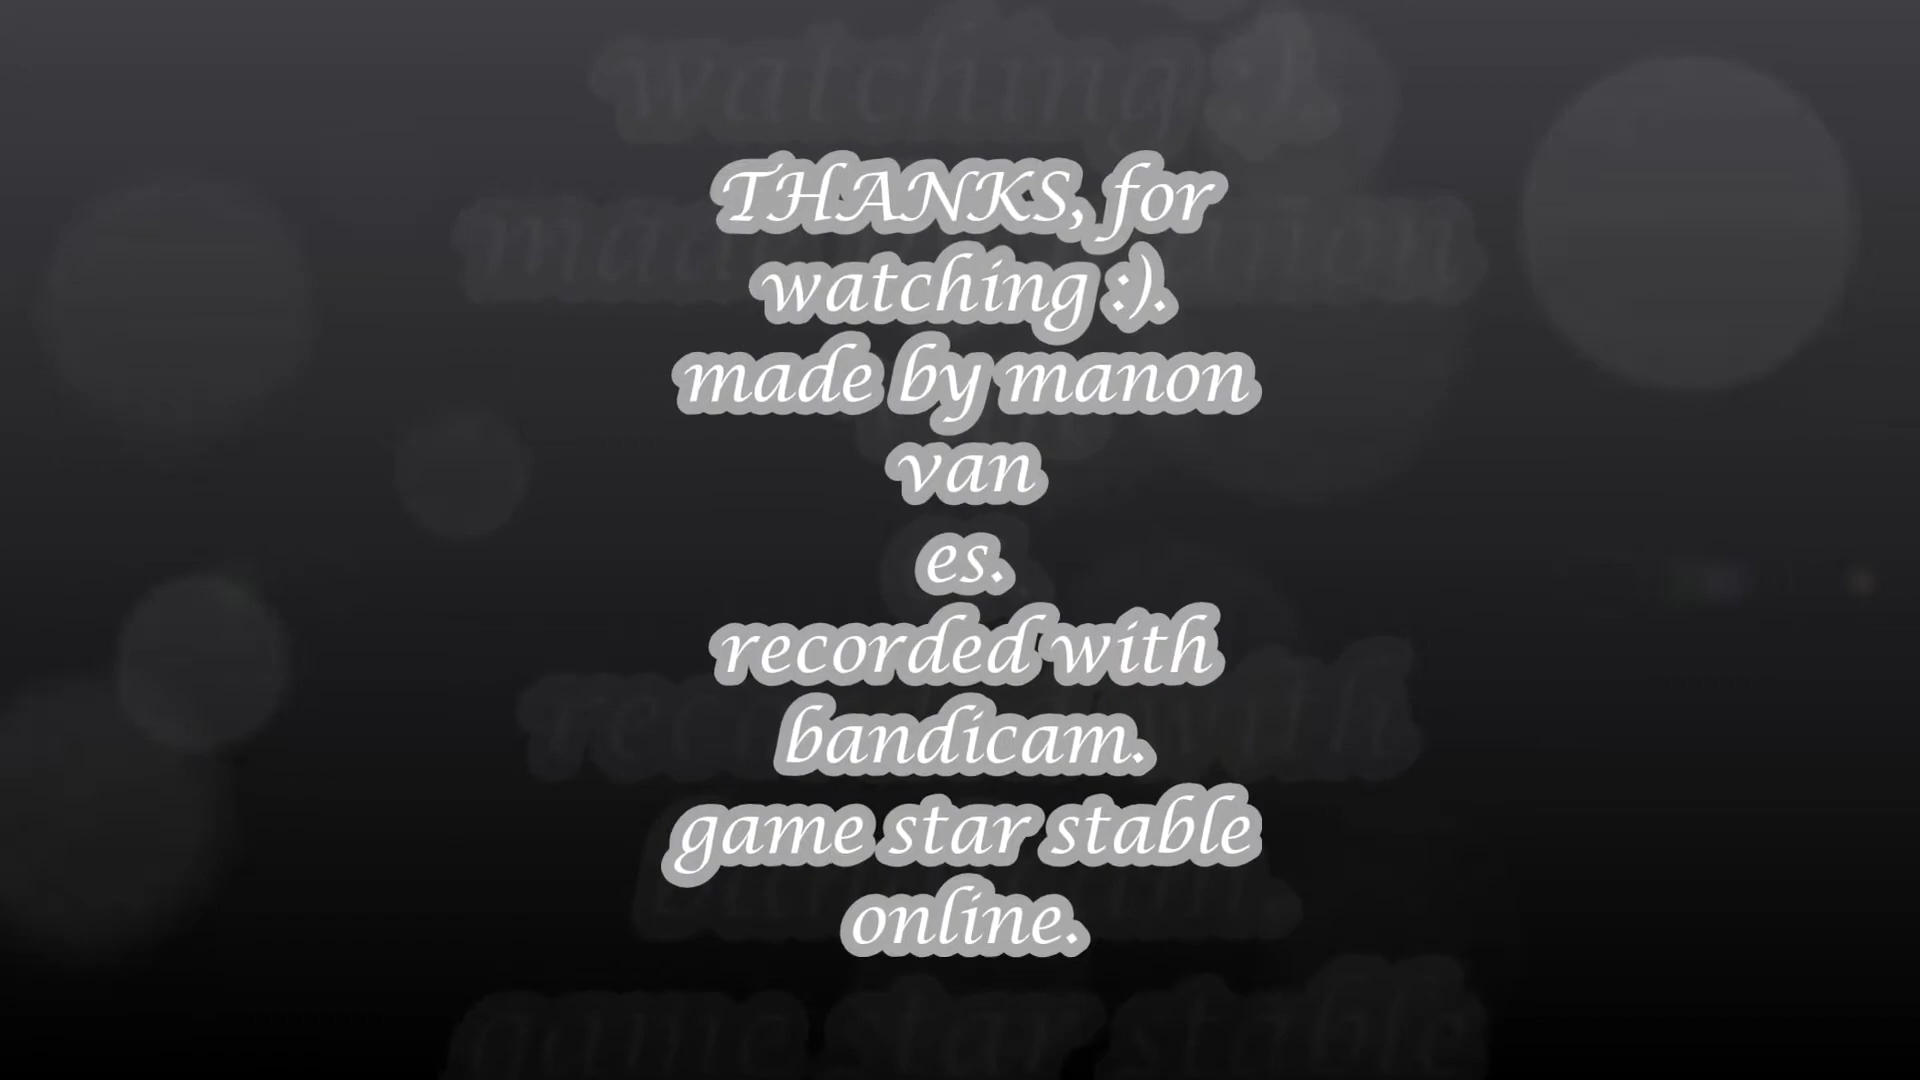 THANKS, for
watching :).
made by manon
van
es.
recorded with
bandicam.
game star stable
online.